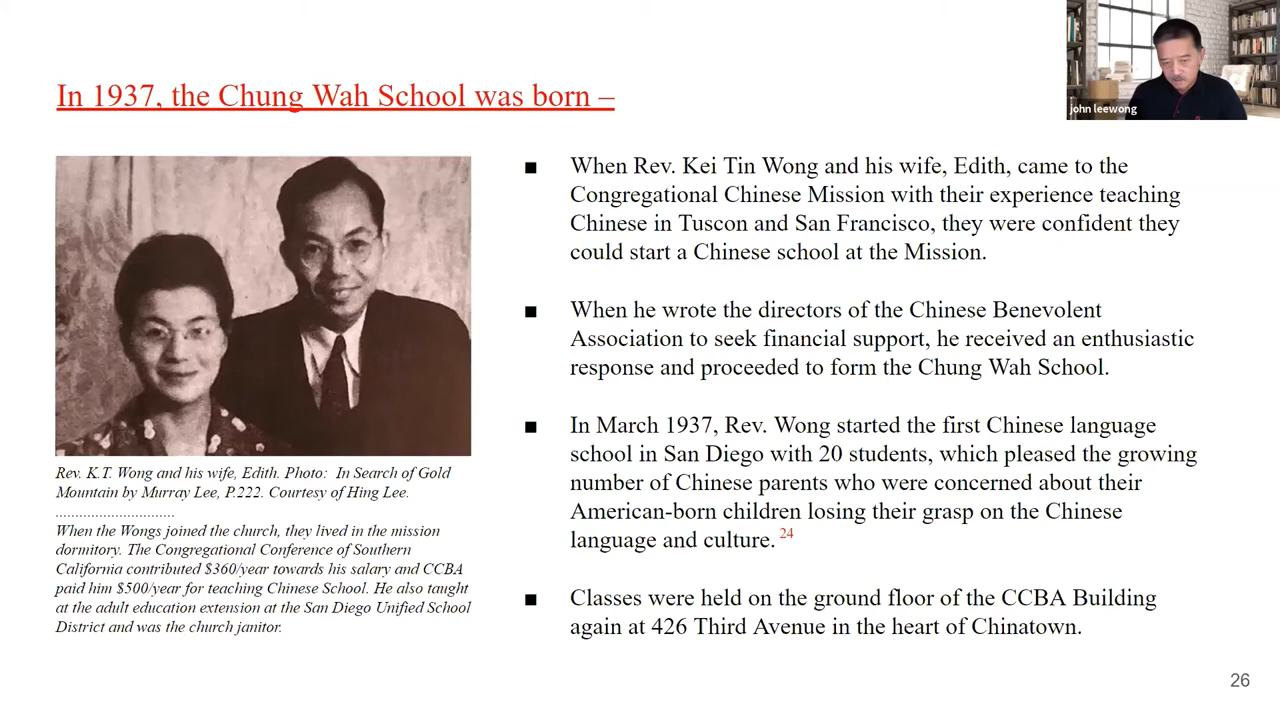 In 1937, the Chung Wah School was born –
john leewong
Rev. K.T. Wong and his wife, Edith. Photo: In Search of Gold
Mountain by Murray Lee, P.222. Courtesy of Hing Lee.
..............................
When the Wongs joined the church, they lived in the mission
dormitory. The Congregational Conference of Southern
California contributed $360/year towards his salary and CCBA
paid him $500/year for teaching Chinese School. He also taught
at the adult education extension at the San Diego Unified School
District and was the church janitor.
■ When Rev. Kei Tin Wong and his wife, Edith, came to the
Congregational Chinese Mission with their experience teaching
Chinese in Tuscon and San Francisco, they were confident they
could start a Chinese school at the Mission.
■ When he wrote the directors of the Chinese Benevolent
Association to seek financial support, he received an enthusiastic
response and proceeded to form the Chung Wah School.
■ In March 1937, Rev. Wong started the first Chinese language
school in San Diego with 20 students, which pleased the growing
number of Chinese parents who were concerned about their
American-born children losing their grasp on the Chinese
language and culture. 24
■ Classes were held on the ground floor of the CCBA Building
again at 426 Third Avenue in the heart of Chinatown.
26